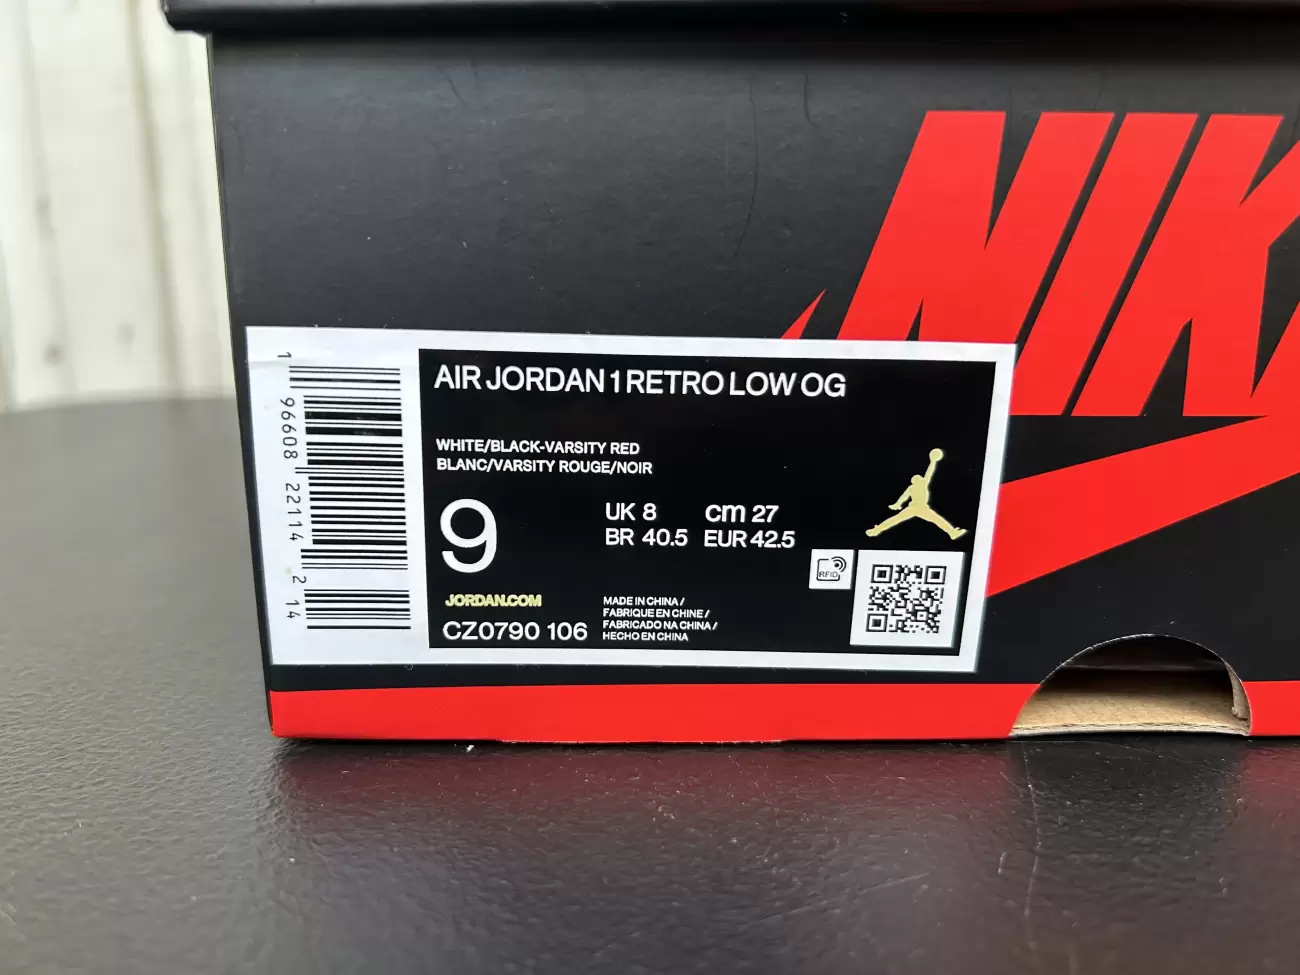 NIK
1 96608 22114 2 14
AIR JORDAN 1 RETRO LOW OG
WHITE/BLACK-VARSITY RED
BLANC/VARSITY ROUGE/NOIR
9
UK 8 cm 27
BR 40.5 EUR 42.5
RFID
JORDAN.COM
CZ0790 106
MADE IN CHINA /
FABRIQUE EN CHINE /
FABRICADO NA CHINA /
HECHO EN CHINA